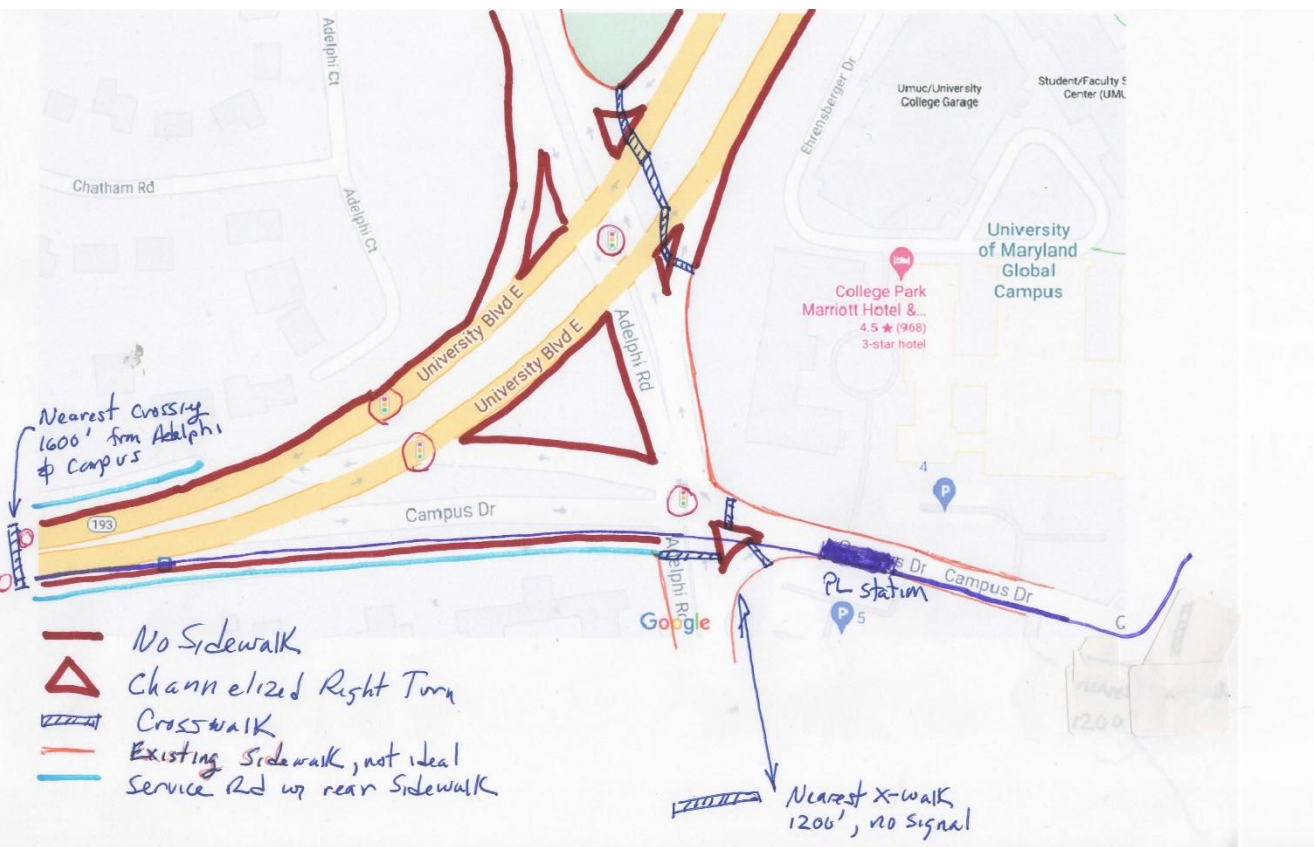 Adelphi Ct
Umuc/University
College Garage
Student/Faculty S
Center (UMU
Ehrensberger Dr
Chatham Rd
Adelphi Ct
University
of Maryland
Global
Campus
College Park
Marriott Hotel &...
4.5 ★ (968)
3-star hotel
University Blvd E
University Blvd E
Adelphi Rd
Nearest Crossing
1600' from Adelphi
& Campus
4
P
193
Campus Dr
Adelphi Rd
s Dr
Campus Dr
PL Station
Google
P
5
G
No Sidewalk
Channelized Right Turn
Crosswalk
Existing Sidewalk, not ideal
Service Rd w/ rear Sidewalk
1200
Nearest X-walk
1200', no Signal